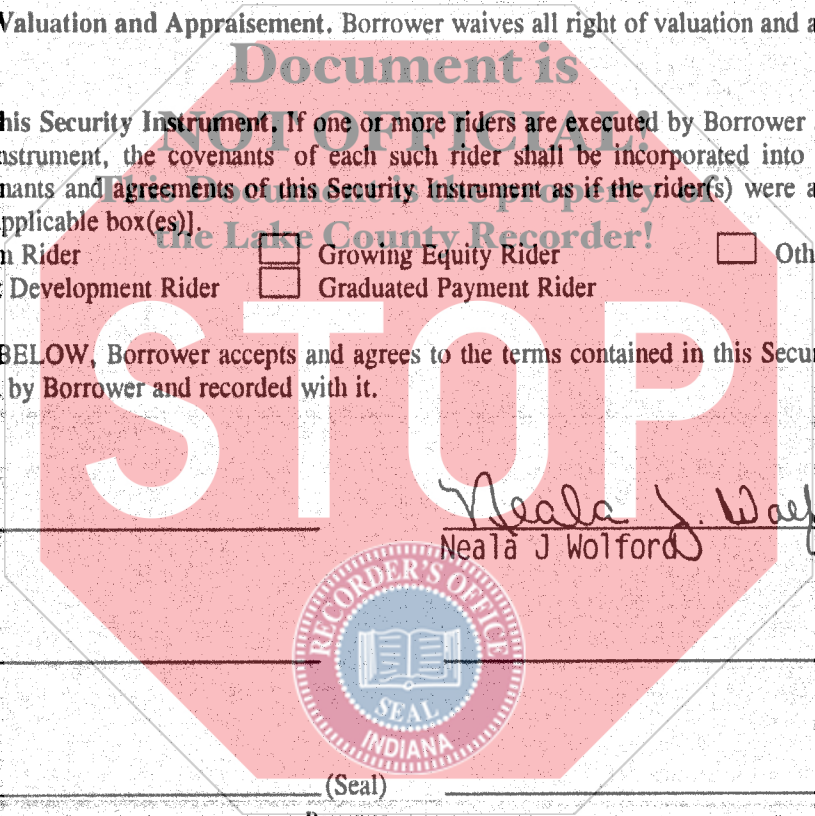 Valuation and Appraisement. Borrower waives all right of valuation and a
Document is
NOT OFFICIAL!
his Security Instrument. If one or more riders are executed by Borrower
nstrument, the covenants of each such rider shall be incorporated into
This Document is the property of
nants and agreements of this Security Instrument as if the rider(s) were a
pplicable box(es)].
the Lake County Recorder!
n Rider Growing Equity Rider Oth
t Development Rider Graduated Payment Rider
STOP
BELOW, Borrower accepts and agrees to the terms contained in this Secu
by Borrower and recorded with it.
Neala J. Wolf
Neala J Wolford
RECORDER'S OFFICE
SEAL
INDIANA
(Seal)